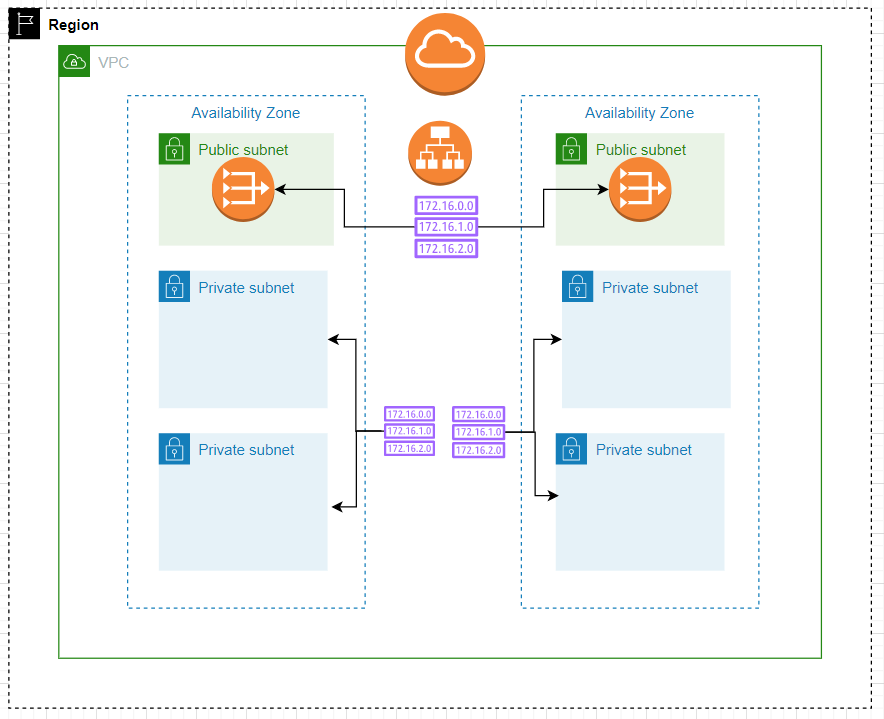 Region
VPC
Availability Zone
Availability Zone
Public subnet
Public subnet
172.16.0.0
172.16.1.0
172.16.2.0
Private subnet
Private subnet
172.16.0.0
172.16.1.0
172.16.2.0
172.16.0.0
172.16.1.0
172.16.2.0
Private subnet
Private subnet